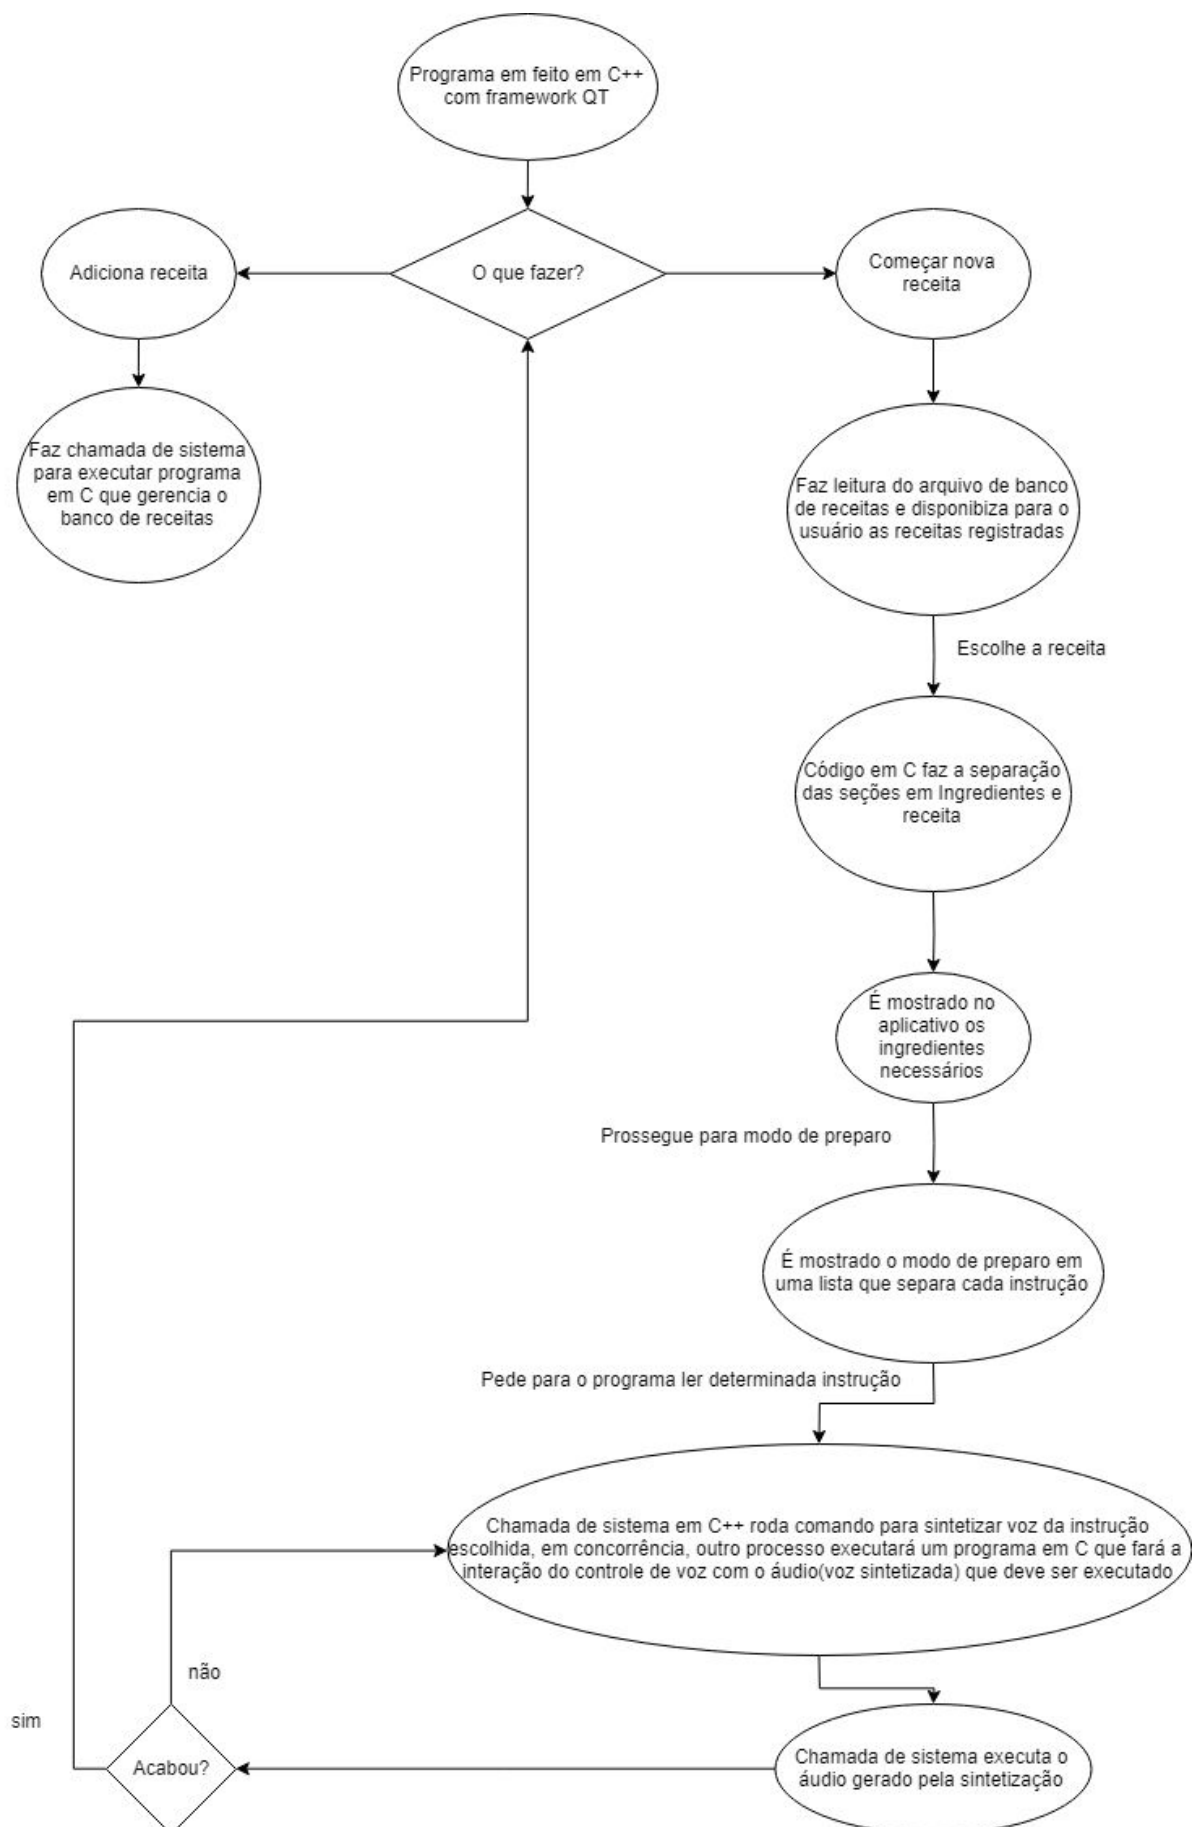 Programa em feito em C++
com framework QT
Adiciona receita
O que fazer?
Começar nova
receita
Faz chamada de sistema
para executar programa
em C que gerencia o
banco de receitas
Faz leitura do arquivo de banco
de receitas e disponibiza para o
usuário as receitas registradas
Escolhe a receita
Código em C faz a separação
das seções em Ingredientes e
receita
É mostrado no
aplicativo os
ingredientes
necessários
Prossegue para modo de preparo
É mostrado o modo de preparo em
uma lista que separa cada instrução
Pede para o programa ler determinada instrução
Chamada de sistema em C++ roda comando para sintetizar voz da instrução
escolhida, em concorrência, outro processo executará um programa em C que fará a
interação do controle de voz com o áudio(voz sintetizada) que deve ser executado
não
sim
Acabou?
Chamada de sistema executa o
áudio gerado pela sintetização